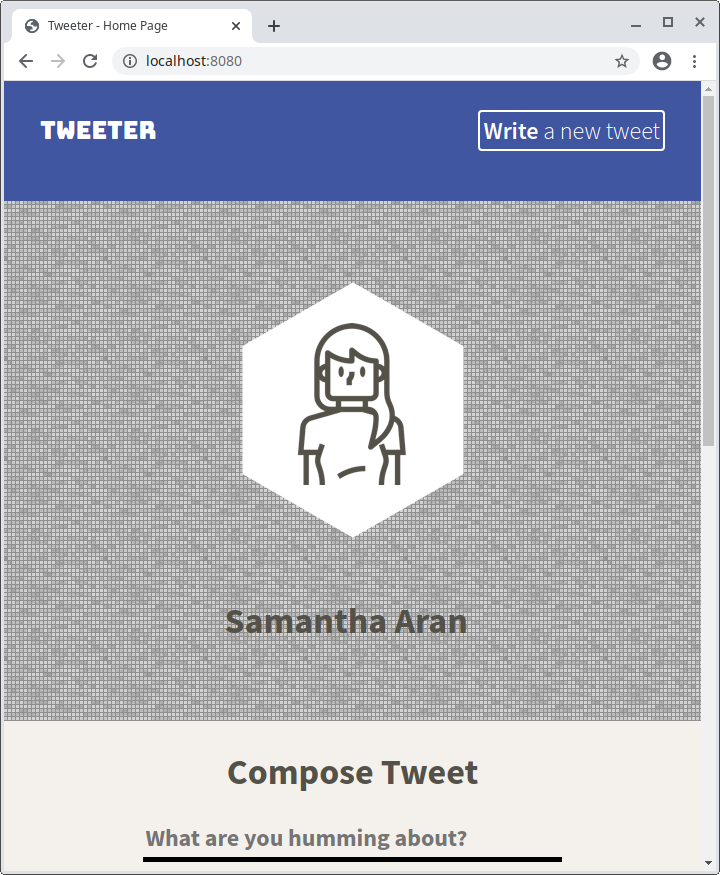 Tweeter - Home Page
localhost:8080
TWEETER
Write a new tweet
Samantha Aran
Compose Tweet
What are you humming about?